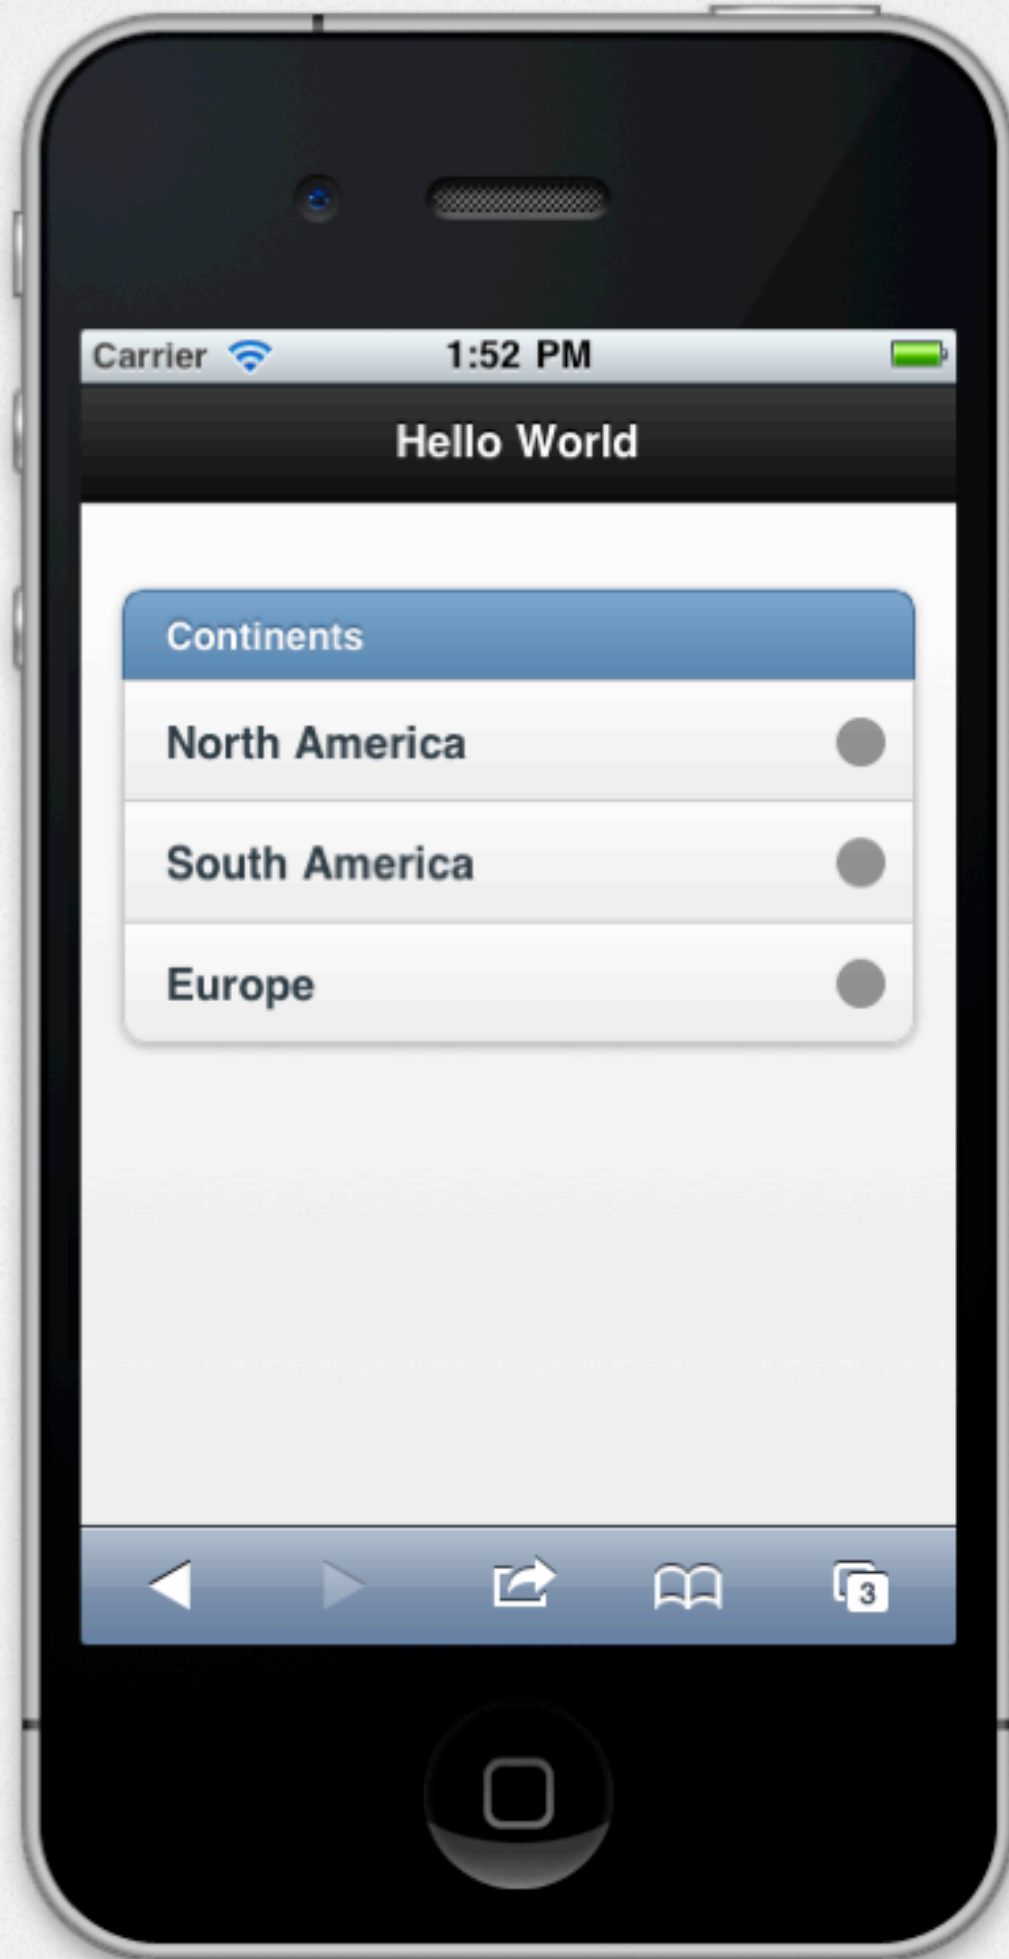 Carrier 1:52 PM
Hello World
Continents
North America
South America
Europe
3